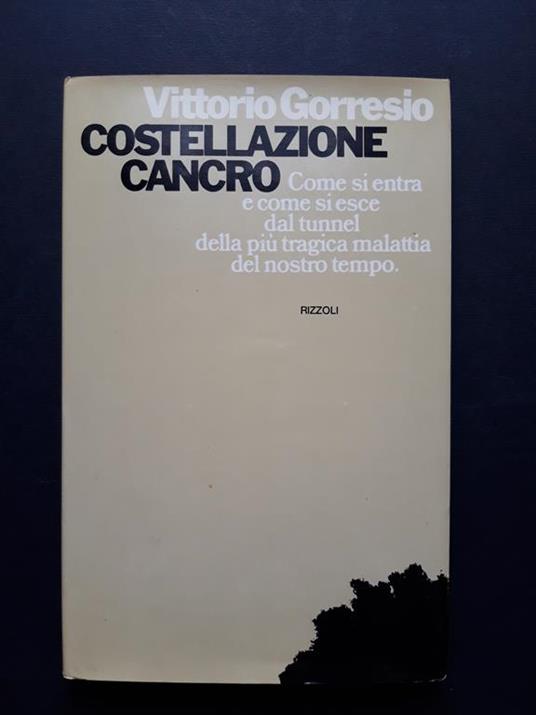 Vittorio Gorresio
COSTELLAZIONE
CANCRO Come si entra
e come si esce
dal tunnel
della più tragica malattia
del nostro tempo.
RIZZOLI